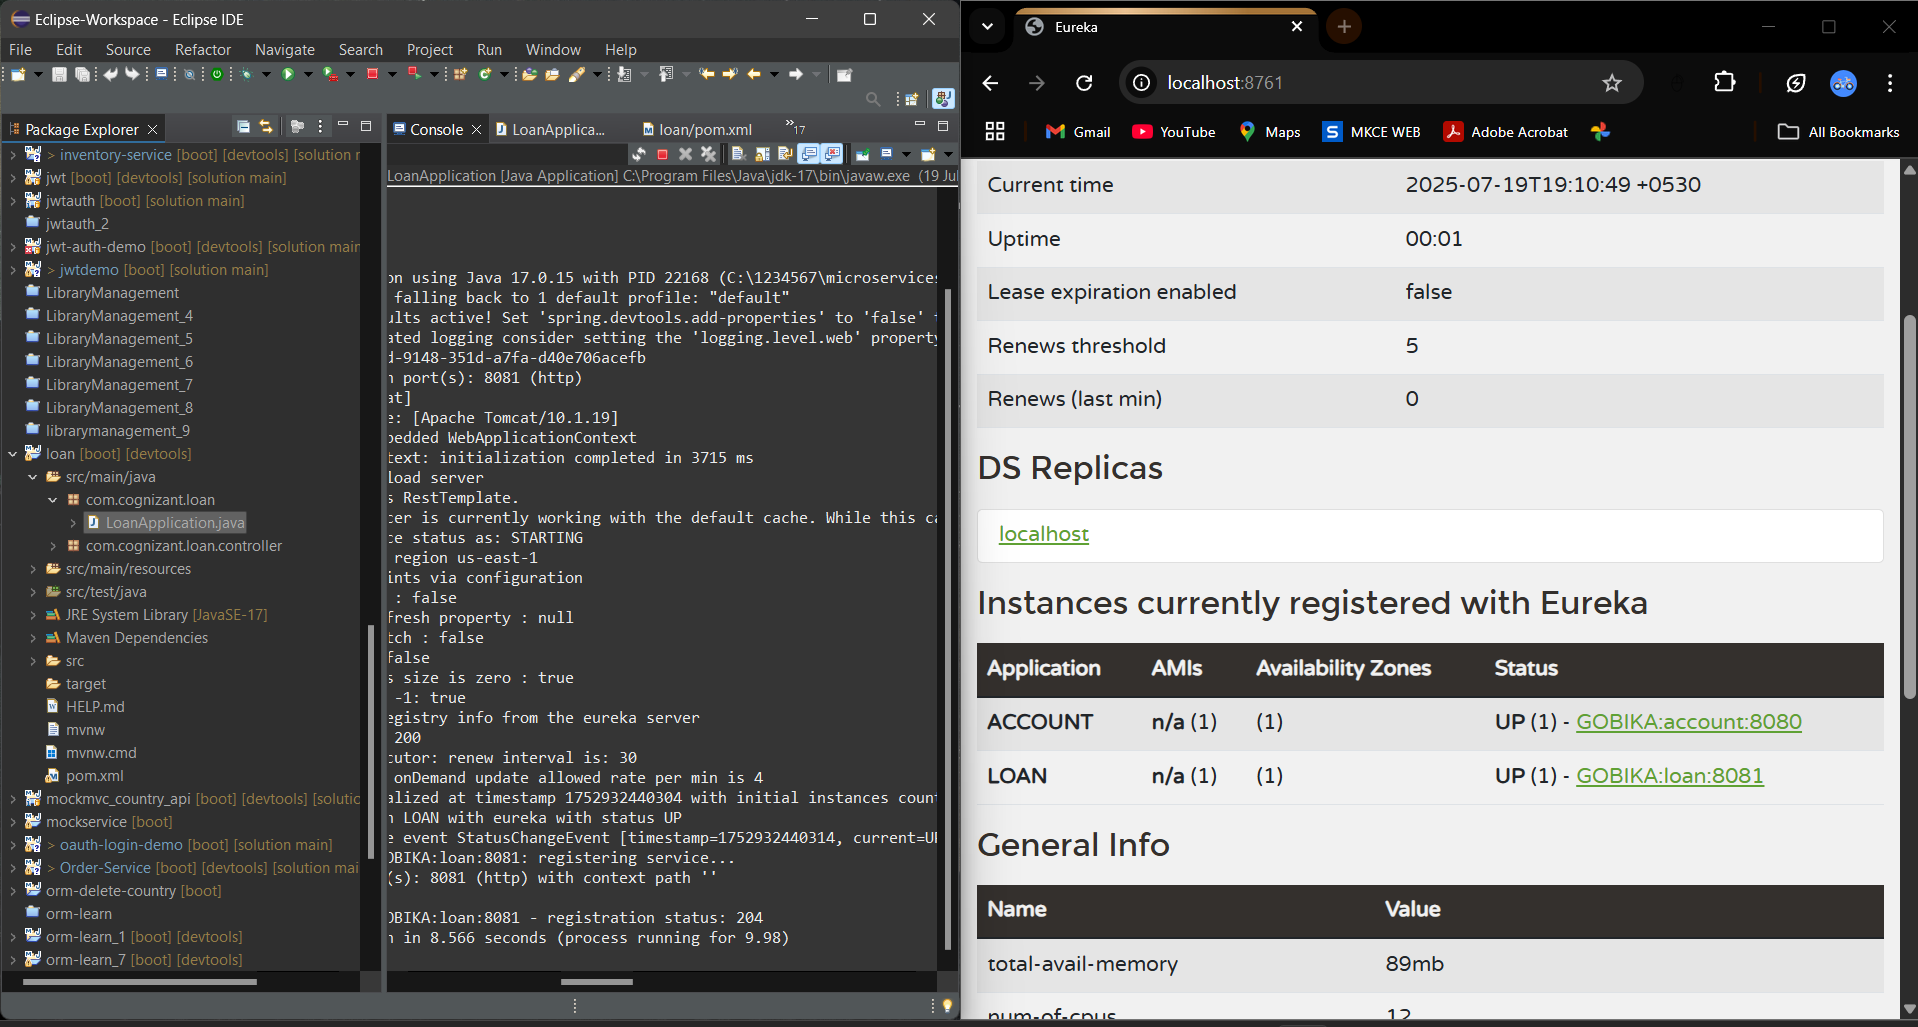 Eclipse-Workspace - Eclipse IDE
File Edit Source Refactor Navigate Search Project Run Window Help
Package Explorer
> inventory-service [boot] [devtools] [solution r
jwt [boot] [devtools] [solution main]
jwtauth [boot] [solution main]
jwtauth_2
jwt-auth-demo [boot] [devtools] [solution main
> jwtdemo [boot] [solution main]
LibraryManagement
LibraryManagement_4
LibraryManagement_5
LibraryManagement_6
LibraryManagement_7
LibraryManagement_8
librarymanagement_9
loan [boot] [devtools]
src/main/java
com.cognizant.loan
LoanApplication.java
com.cognizant.loan.controller
src/main/resources
src/test/java
JRE System Library [JavaSE-17]
Maven Dependencies
src
target
HELP.md
mvnw
mvnw.cmd
pom.xml
mockmvc_country_api [boot] [devtools] [solutio
mockservice [boot]
> oauth-login-demo [boot] [solution main]
> Order-Service [boot] [devtools] [solution mai
orm-delete-country [boot]
orm-learn
orm-learn_1 [boot] [devtools]
orm-learn_7 [boot] [devtools]
Console LoanApplica... loan/pom.xml »17
LoanApplication [Java Application] C:\Program Files\Java\jdk-17\bin\javaw.exe (19 Jul
on using Java 17.0.15 with PID 22168 (C:\1234567\microservices
falling back to 1 default profile: "default"
ults active! Set 'spring.devtools.add-properties' to 'false' t
ated logging consider setting the 'logging.level.web' property
d-9148-351d-a7fa-d40e706acefb
n port(s): 8081 (http)
at]
e: [Apache Tomcat/10.1.19]
bedded WebApplicationContext
text: initialization completed in 3715 ms
load server
s RestTemplate.
cer is currently working with the default cache. While this ca
ce status as: STARTING
region us-east-1
ints via configuration
: false
fresh property : null
tch : false
false
s size is zero : true
-1: true
egistry info from the eureka server
200
cutor: renew interval is: 30
onDemand update allowed rate per min is 4
alized at timestamp 1752932440304 with initial instances count
n LOAN with eureka with status UP
e event StatusChangeEvent [timestamp=1752932440314, current=UP
OBIKA:loan:8081: registering service...
(s): 8081 (http) with context path ''
OBIKA:loan:8081 - registration status: 204
n in 8.566 seconds (process running for 9.98)
Eureka
localhost:8761
Gmail YouTube Maps MKCE WEB Adobe Acrobat All Bookmarks
Current time 2025-07-19T19:10:49 +0530
Uptime 00:01
Lease expiration enabled false
Renews threshold 5
Renews (last min) 0
DS Replicas
localhost
Instances currently registered with Eureka
Application AMIs Availability Zones Status
ACCOUNT n/a (1) (1) UP (1) - GOBIKA:account:8080
LOAN n/a (1) (1) UP (1) - GOBIKA:loan:8081
General Info
Name Value
total-avail-memory 89mb
num-of-cpus 12